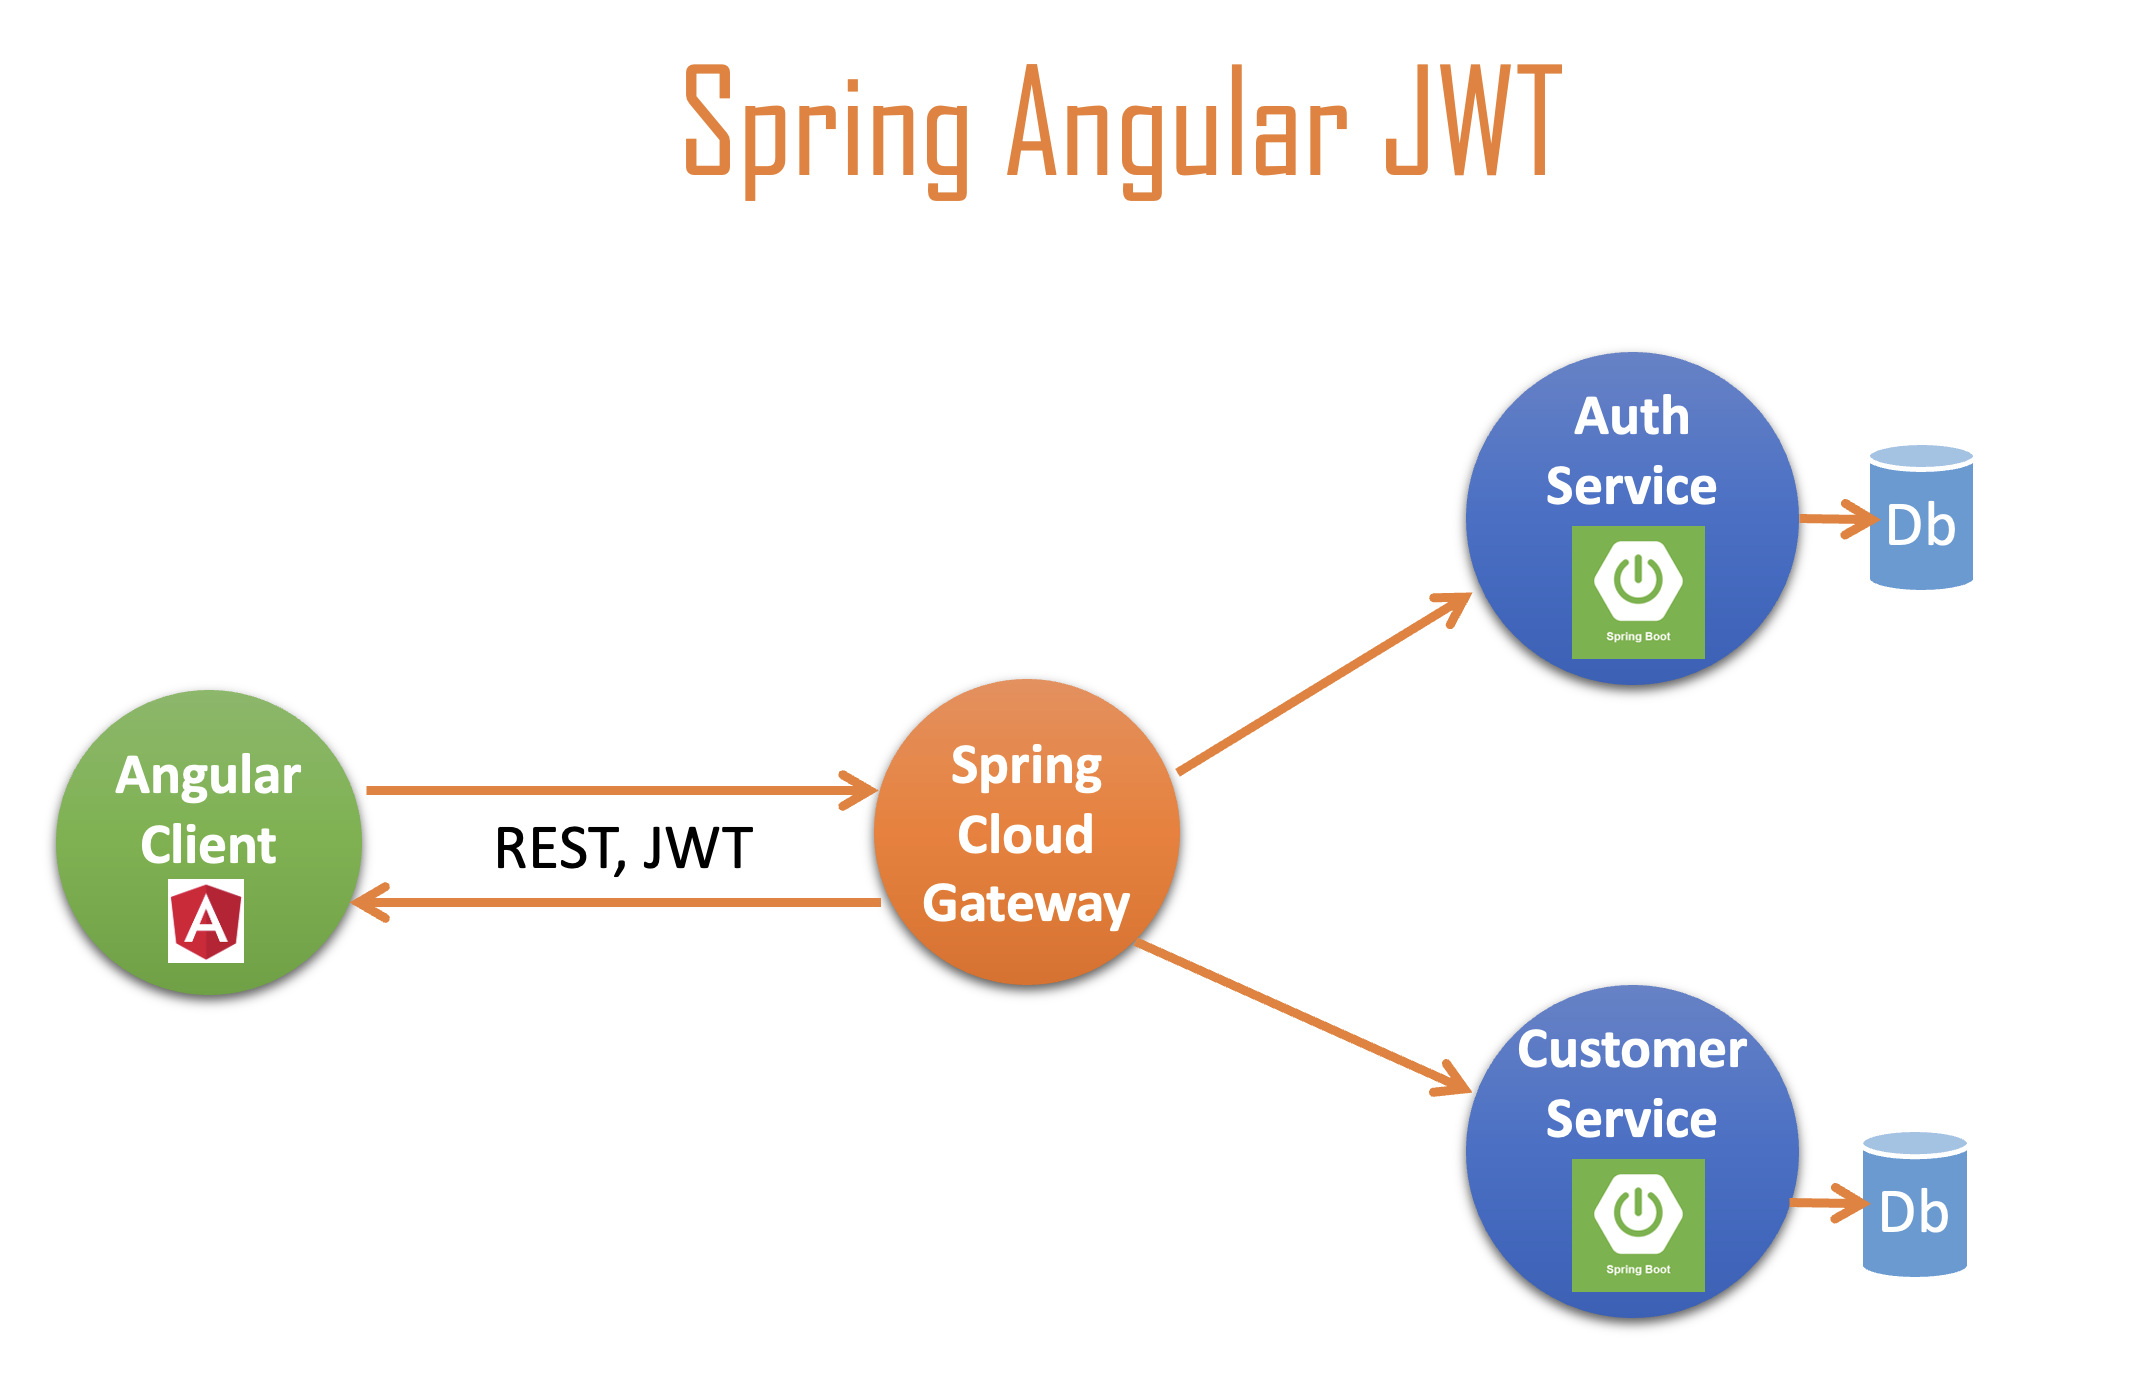 Spring Angular JWT
Auth
Service
Spring Boot
Db
Angular
Client
A
REST, JWT
Spring
Cloud
Gateway
Customer
Service
Spring Boot
Db